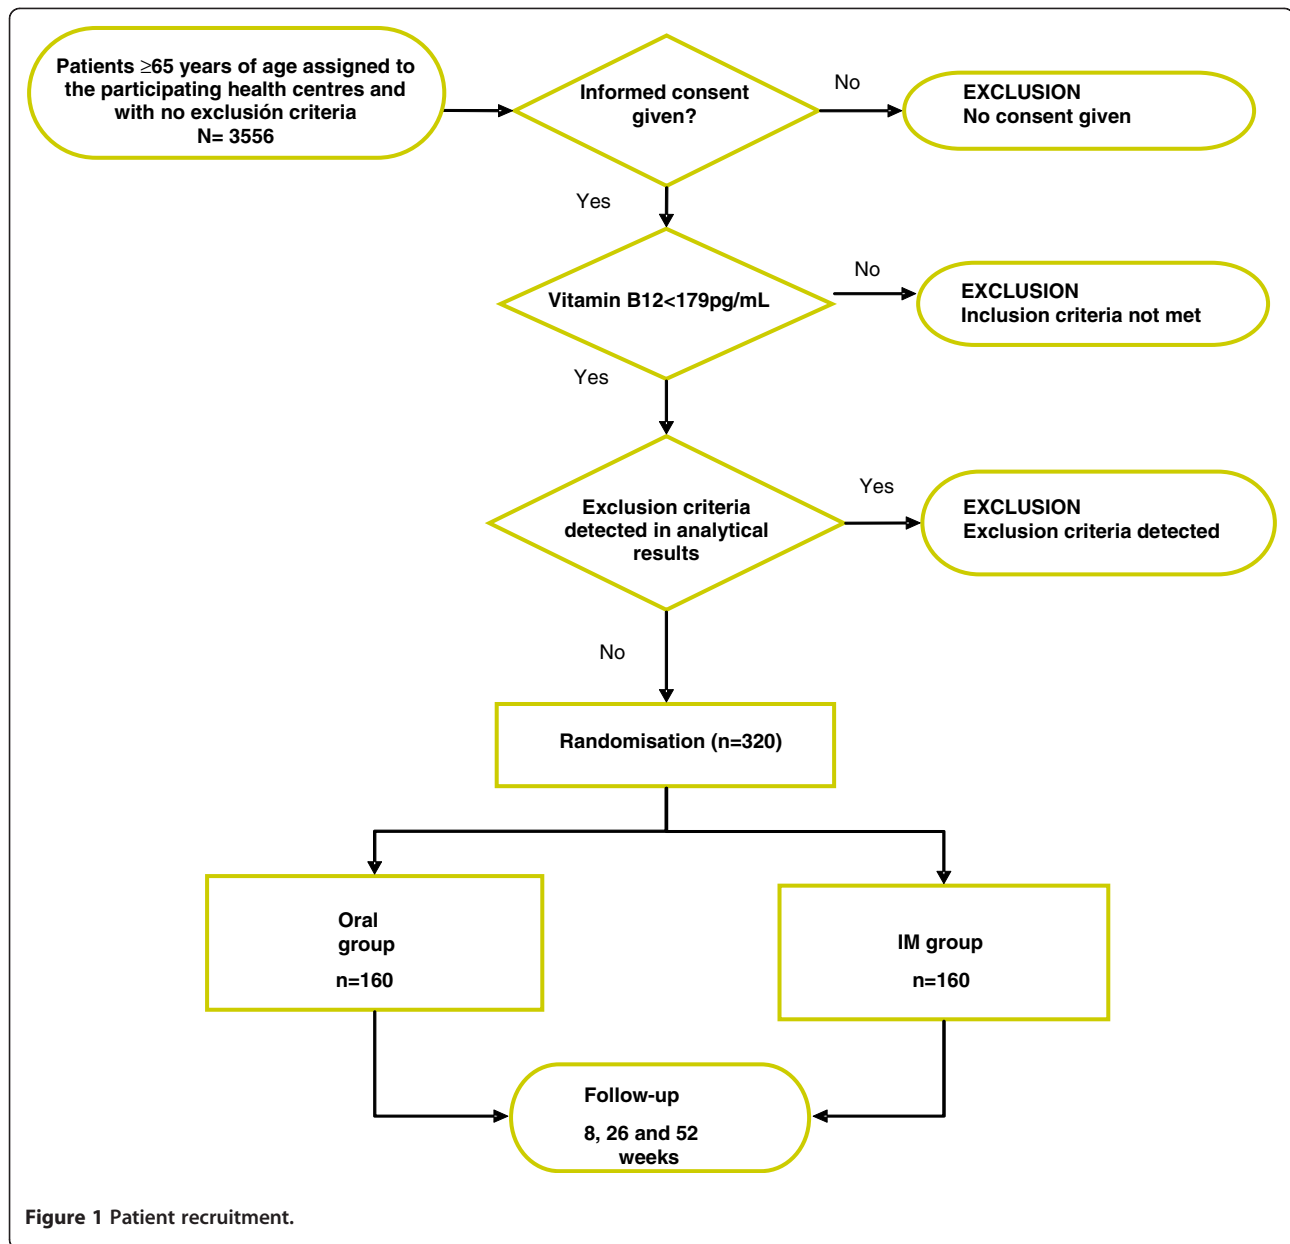 Patients ≥65 years of age assigned to
the participating health centres and
with no exclusión criteria
N= 3556
Informed consent
given?
No
EXCLUSION
No consent given
Yes
Vitamin B12<179pg/mL
No
EXCLUSION
Inclusion criteria not met
Yes
Exclusion criteria
detected in analytical
results
Yes
EXCLUSION
Exclusion criteria detected
No
Randomisation (n=320)
Oral
group
n=160
IM group
n=160
Follow-up
8, 26 and 52
weeks
Figure 1 Patient recruitment.